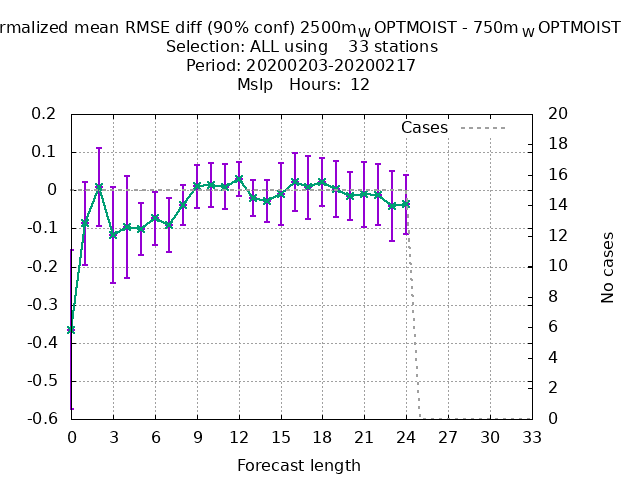 rmalized mean RMSE diff (90% conf) 2500m_W OPTMOIST - 750m_W OPTMOIST
Selection: ALL using 33 stations
Period: 20200203-20200217
Mslp Hours: 12
Cases
0.2
0.1
0
-0.1
-0.2
-0.3
-0.4
-0.5
-0.6
20
18
16
14
12
10
8
6
4
2
0
No cases
0 3 6 9 12 15 18 21 24 27 30 33
Forecast length